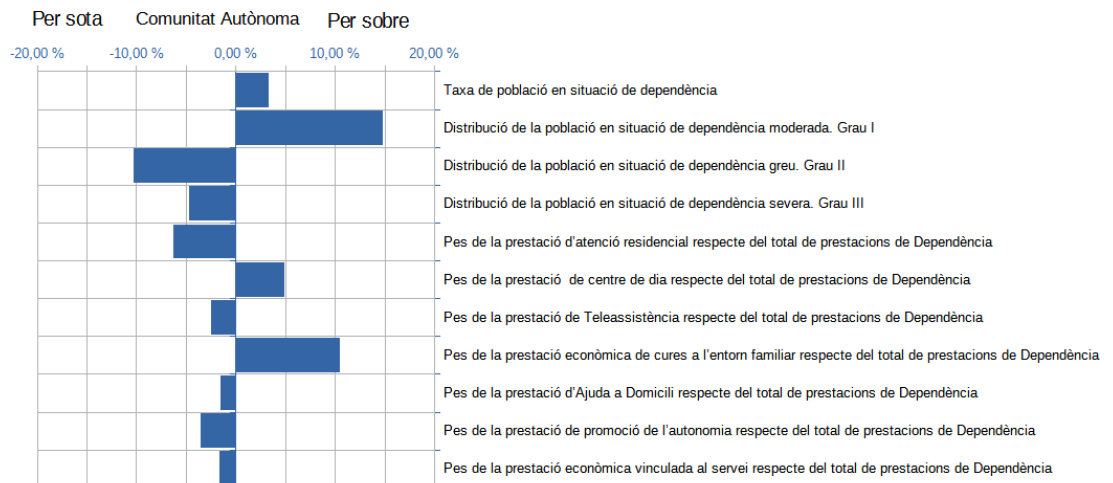 Per sota Comunitat Autònoma Per sobre
-20,00 % -10,00 % 0,00 % 10,00 % 20,00 %
Taxa de població en situació de dependència
Distribució de la població en situació de dependència moderada. Grau I
Distribució de la població en situació de dependència greu. Grau II
Distribució de la població en situació de dependència severa. Grau III
Pes de la prestació d’atenció residencial respecte del total de prestacions de Dependència
Pes de la prestació  de centre de dia respecte del total de prestacions de Dependència
Pes de la prestació de Teleassistència respecte del total de prestacions de Dependència
Pes de la prestació econòmica de cures a l’entorn familiar respecte del total de prestacions de Dependència
Pes de la prestació d’Ajuda a Domicili respecte del total de prestacions de Dependència
Pes de la prestació de promoció de l’autonomia respecte del total de prestacions de Dependència
Pes de la prestació econòmica vinculada al servei respecte del total de prestacions de Dependència